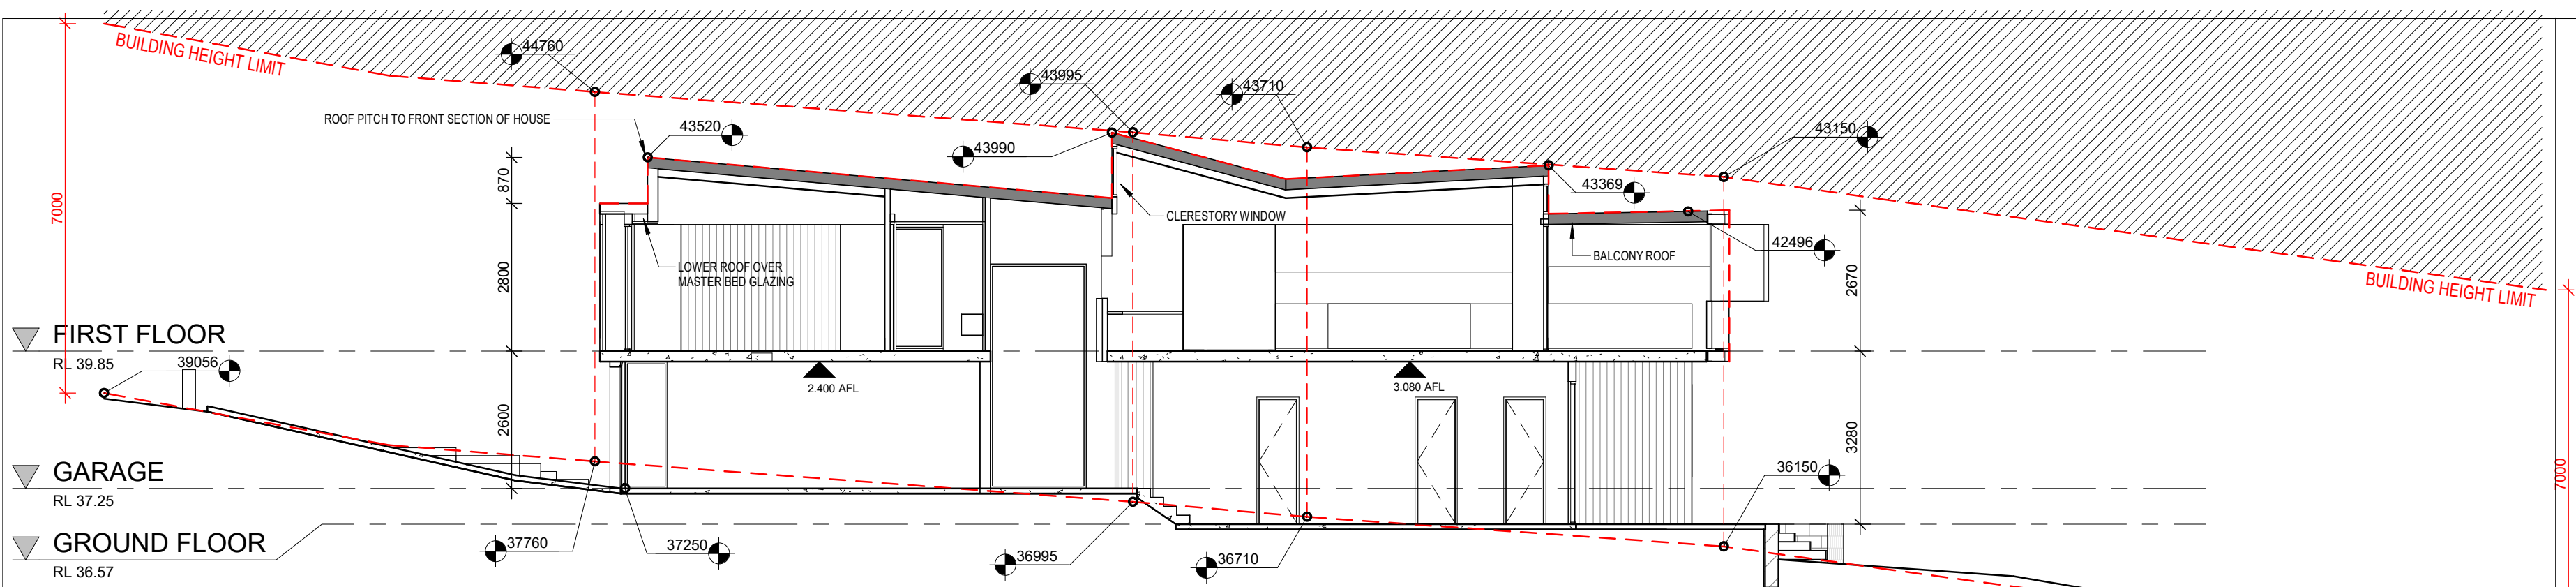 BUILDING HEIGHT LIMIT
44760
43995
43710
43150
ROOF PITCH TO FRONT SECTION OF HOUSE
43520
43990
43369
870
7000
CLERESTORY WINDOW
42496
BALCONY ROOF
LOWER ROOF OVER
MASTER BED GLAZING
2800
2670
BUILDING HEIGHT LIMIT
FIRST FLOOR
RL 39.85
39056
2.400 AFL
3.080 AFL
2600
3280
GARAGE
RL 37.25
36150
7000
GROUND FLOOR
RL 36.57
37760
37250
36995
36710